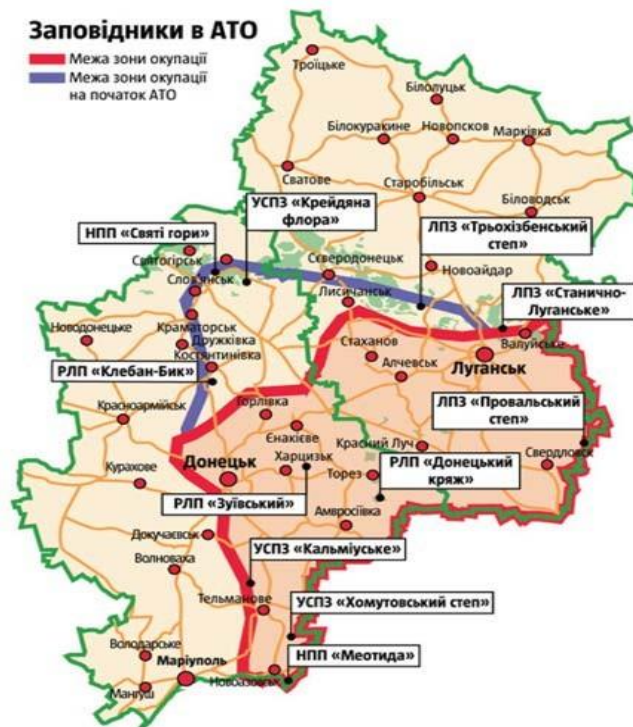 Заповідники в АТО
Межа зони окупації
Межа зони окупації
на початок АТО
Троїцьке
Білолуцьк
Білокуракине
Новопсков
Марківка
Сватове
Старобільськ
Біловодськ
УСПЗ «Крейдяна
флора»
НПП «Святі гори»
ЛПЗ «Трьохізбенський
степ»
Святогірськ
Сєверодонецьк
Новоайдар
Слов'янськ
Лисичанськ
ЛПЗ «Станично-
Луганське»
Новодонецьке
Краматорськ
Дружківка
Костянтинівка
Стаханов
Валуйське
Алчевськ
Луганськ
РЛП «Клебан-Бик»
Красноармійськ
Горлівка
ЛПЗ «Провальський
степ»
Єнакієве
Красний Луч
Свердловск
Курахове
Донецьк
Харцизьк
Торез
РЛП «Донецький
кряж»
РЛП «Зуївський»
Амвросіївка
Докучаєвськ
УСПЗ «Кальміуське»
Волноваха
Тельманове
УСПЗ «Хомутовський степ»
Володарське
НПП «Меотида»
Маріуполь
Новоазовськ
Мангуш